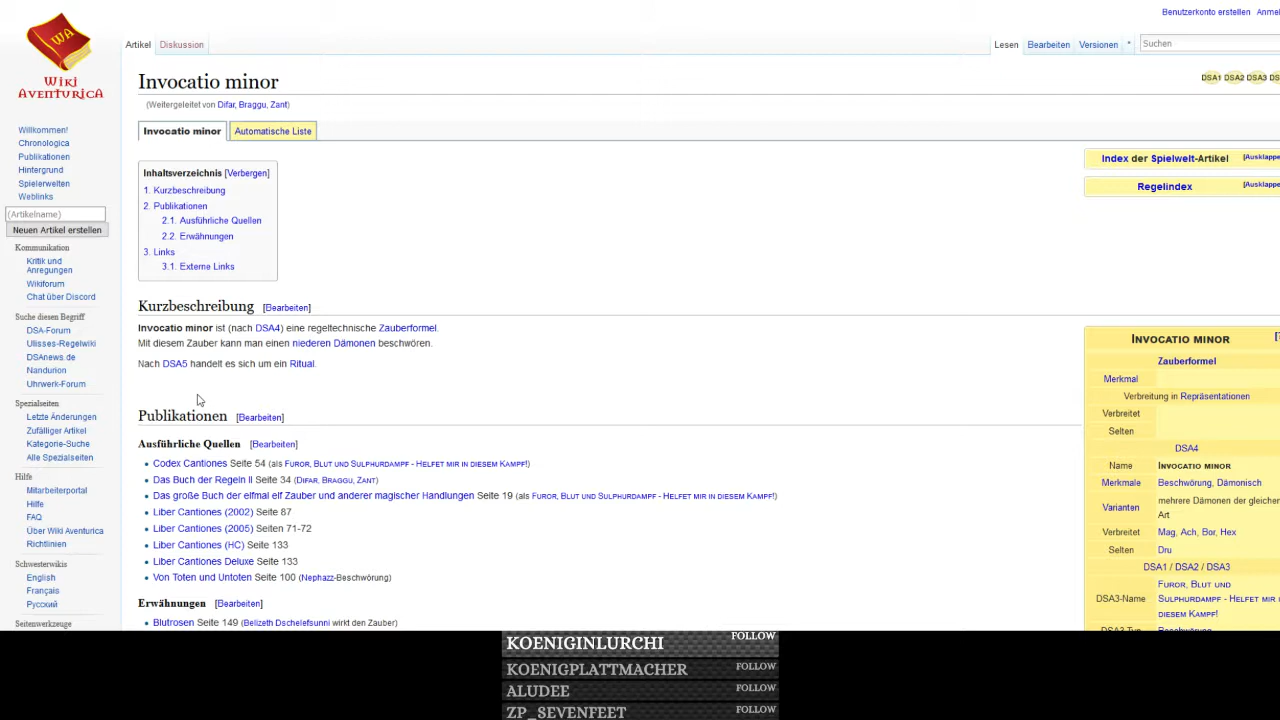 Benutzerkonto erstellen Anme
WA
WIKI
AVENTURICA
Artikel Diskussion
Lesen Bearbeiten Versionen * Suchen
Invocatio minor
DSA1 DSA2 DSA3
(Weitergeleitet von Difar, Braggu, Zant)
Invocatio minor Automatische Liste
Index der Spielwelt-Artikel [Ausklappe
Regelindex [Ausklappe
Willkommen!
Chronologica
Publikationen
Hintergrund
Spielerwelten
Weblinks
(Artikelname)
Neuen Artikel erstellen
Kommunikation
Kritik und
Anregungen
Wikiforum
Chat über Discord
Suche diesen Begriff
DSA-Forum
Ulisses-Regelwiki
DSAnews.de
Nandurion
Uhrwerk-Forum
Spezialseiten
Letzte Änderungen
Zufälliger Artikel
Kategorie-Suche
Alle Spezialseiten
Hilfe
Mitarbeiterportal
Hilfe
FAQ
Über Wiki Aventurica
Richtlinien
Schwesterwikis
English
Français
Русский
Seitenwerkzeuge
Inhaltsverzeichnis [Verbergen]
1. Kurzbeschreibung
2. Publikationen
2.1. Ausführliche Quellen
2.2. Erwähnungen
3. Links
3.1. Externe Links
Kurzbeschreibung [Bearbeiten]
Invocatio minor ist (nach DSA4) eine regeltechnische Zauberformel.
Mit diesem Zauber kann man einen niederen Dämonen beschwören.
Nach DSA5 handelt es sich um ein Ritual.
Publikationen [Bearbeiten]
Ausführliche Quellen [Bearbeiten]
• Codex Cantiones Seite 54 (als FUROR, BLUT UND SULPHURDAMPF - HELFET MIR IN DIESEM KAMPF!)
• Das Buch der Regeln II Seite 34 (DIFAR, BRAGGU, ZANT)
• Das große Buch der elfmal elf Zauber und anderer magischer Handlungen Seite 19 (als FUROR, BLUT UND SULPHURDAMPF - HELFET MIR IN DIESEM KAMPF!)
• Liber Cantiones (2002) Seite 87
• Liber Cantiones (2005) Seiten 71-72
• Liber Cantiones (HC) Seite 133
• Liber Cantiones Deluxe Seite 133
• Von Toten und Untoten Seite 100 (Nephazz-Beschwörung)
Erwähnungen [Bearbeiten]
• Blutrosen Seite 149 (Belizeth Dschelefsunni wirkt den Zauber)
INVOCATIO MINOR
Zauberformel
Merkmal
Verbreitung in Repräsentationen
Verbreitet
Selten
DSA4
Name INVOCATIO MINOR
Merkmale Beschwörung, Dämonisch
Varianten mehrere Dämonen der gleichen
Art
Verbreitet Mag, Ach, Bor, Hex
Selten Dru
DSA1 / DSA2 / DSA3
DSA3-Name FUROR, BLUT UND
SULPHURDAMPF - HELFET MIR
DIESEM KAMPF!
DSA3-Typ Beschwörung
KOENIGINLURCHI FOLLOW
KOENIGPLATTMACHER FOLLOW
ALUDEE FOLLOW
ZP_SEVENFEET FOLLOW